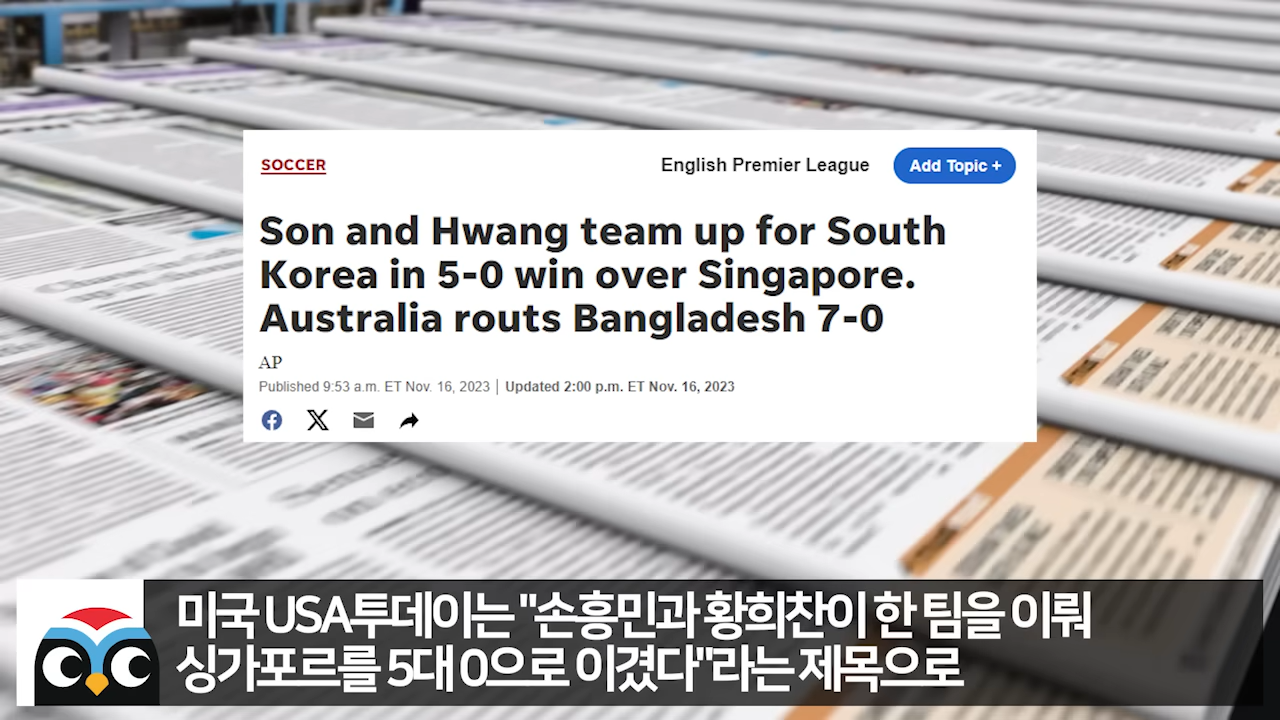 SOCCER
English Premier League
Add Topic +
Son and Hwang team up for South
Korea in 5-0 win over Singapore.
Australia routs Bangladesh 7-0
AP
Published 9:53 a.m. ET Nov. 16, 2023 | Updated 2:00 p.m. ET Nov. 16, 2023
미국 USA투데이는 "손흥민과 황희찬이 한 팀을 이뤄
싱가포르를 5대 0으로 이겼다"라는 제목으로